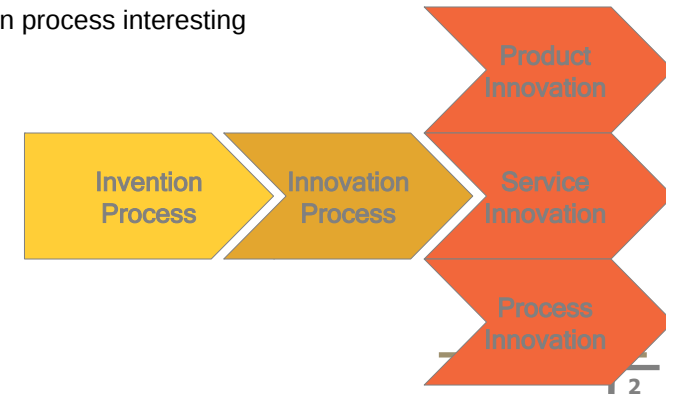 n process interesting
Product
Innovation
Invention
Process
Innovation
Process
Service
Innovation
Process
Innovation
2